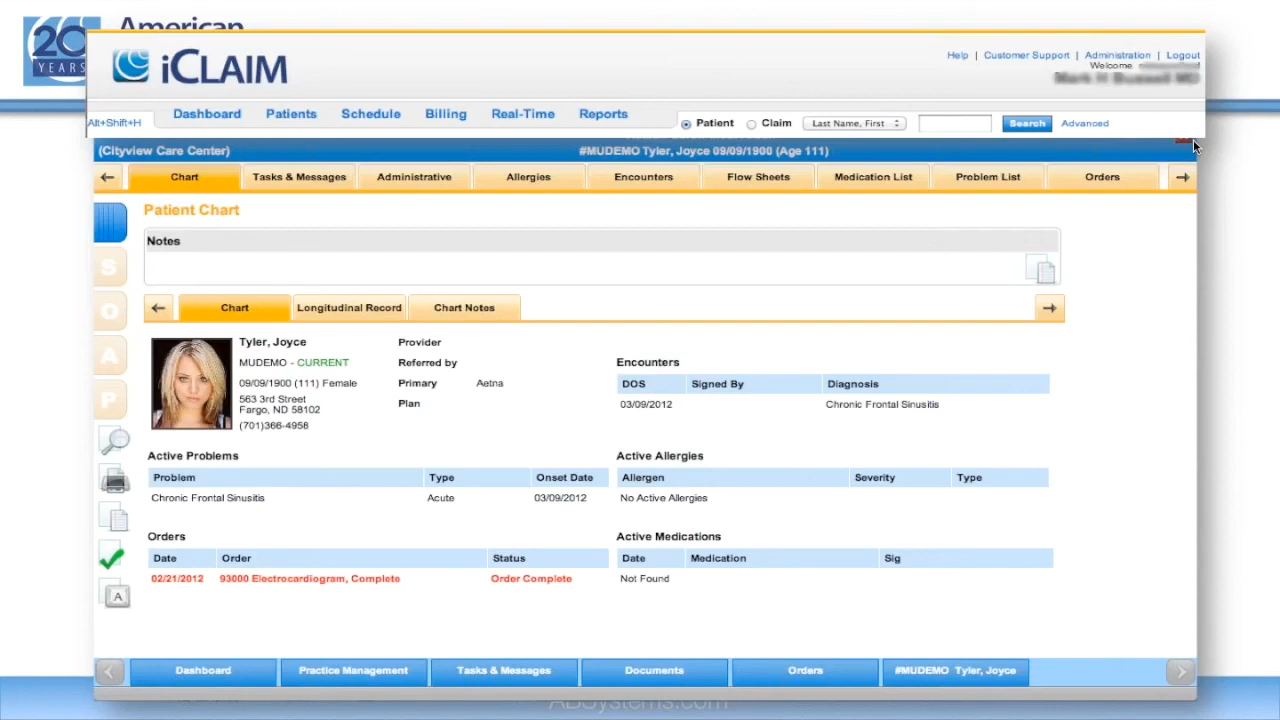 American
20
YEARS
iCLAIM
Help | Customer Support | Administration | Logout
Welcome
Alt+Shift+H
Dashboard Patients Schedule Billing Real-Time Reports
Patient Claim Last Name, First Search Advanced
(Cityview Care Center) #MUDEMO Tyler, Joyce 09/09/1900 (Age 111)
Chart Tasks & Messages Administrative Allergies Encounters Flow Sheets Medication List Problem List Orders
Patient Chart
Notes
S
O
A
P
Chart Longitudinal Record Chart Notes
Tyler, Joyce
MUDEMO - CURRENT
09/09/1900 (111) Female
563 3rd Street
Fargo, ND 58102
(701)366-4958
Provider
Referred by
Primary Aetna
Plan
Encounters
DOS Signed By Diagnosis
03/09/2012 Chronic Frontal Sinusitis
Active Problems
Problem Type Onset Date
Chronic Frontal Sinusitis Acute 03/09/2012
Active Allergies
Allergen Severity Type
No Active Allergies
Orders
Date Order Status
02/21/2012 93000 Electrocardiogram, Complete Order Complete
Active Medications
Date Medication Sig
Not Found
A
Dashboard Practice Management Tasks & Messages Documents Orders #MUDEMO Tyler, Joyce